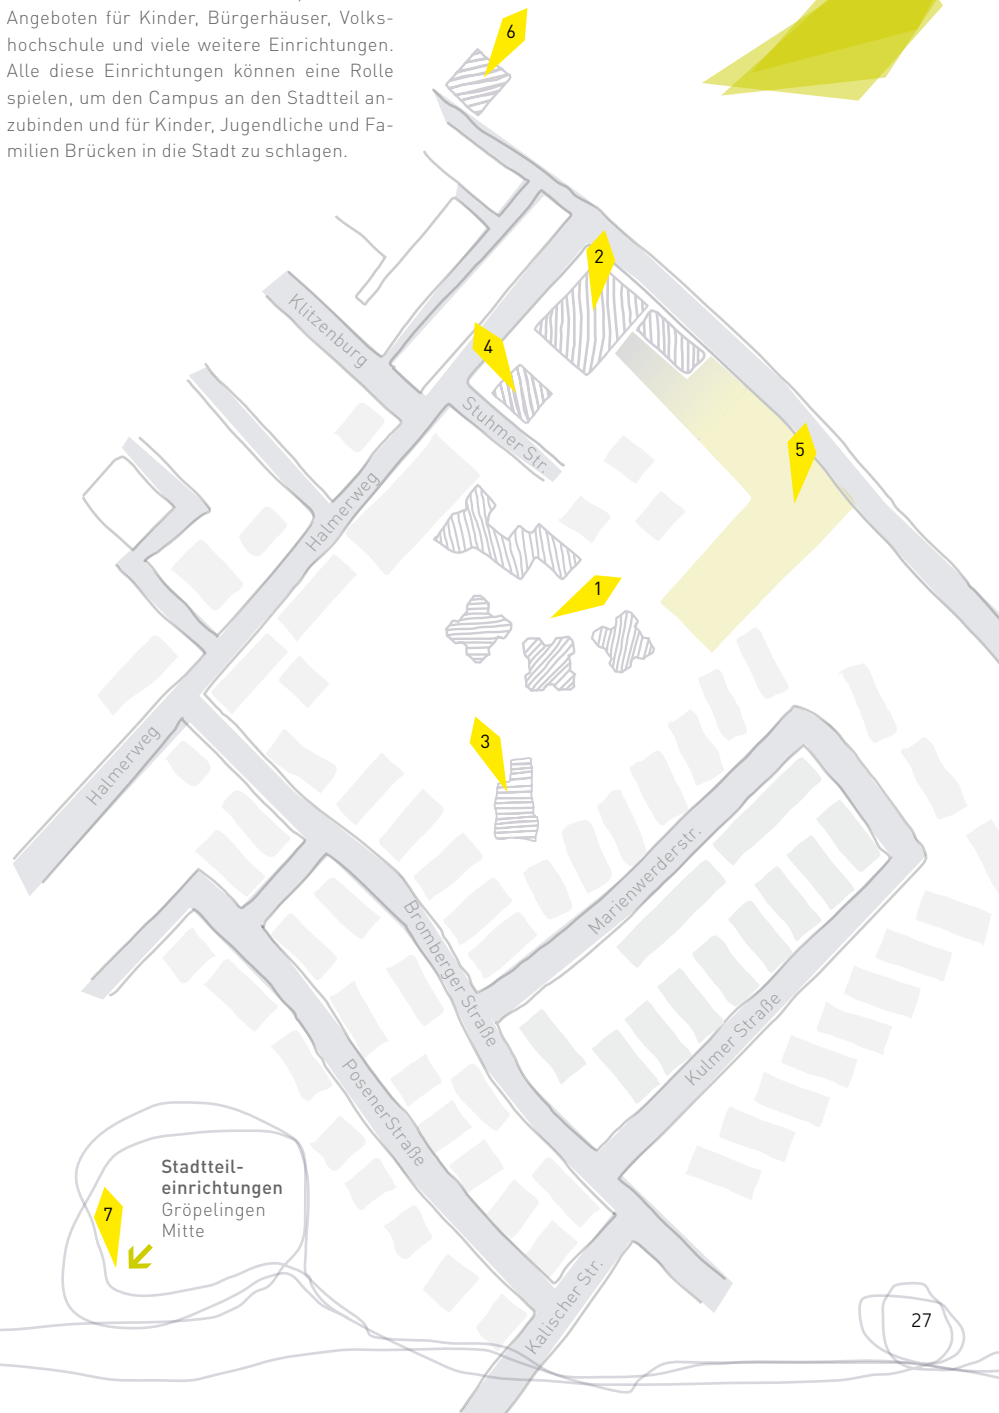 Angeboten für Kinder, Bürgerhäuser, Volks-
hochschule und viele weitere Einrichtungen.
Alle diese Einrichtungen können eine Rolle
spielen, um den Campus an den Stadtteil an-
zubinden und für Kinder, Jugendliche und Fa-
milien Brücken in die Stadt zu schlagen.
6
2
Klitzenburg
4
Stuhmer Str.
5
Halmerweg
1
3
Halmerweg
Marienwerderstr.
Bromberger Straße
Kulmer Straße
PosenerStraße
Stadtteil-
einrichtungen
Gröpelingen
Mitte
7
Kalischer Str.
27